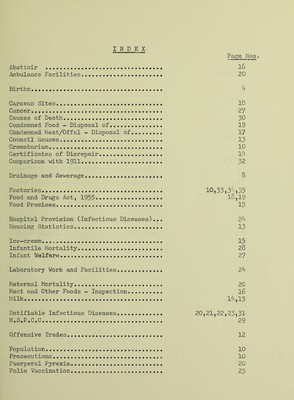 INDEX
Page Nos.
Abattoir ............................ 16
Ambulance Facilities............................ 20
Births............................ 4
Caravan Sites............................ 10
Cancer............................ 27
Causes of Death............................ 30
Condemned Food - Disposal of............................ 19
Condemned Meat/Offal - Disposal of........ 17
Council Houses............................ 13
Crematorium............................ 10
Certificates of Disrepair............................ 14
Comparison with 1911............................ 32
Drainage and Sewerage............................ 8
Factories............................ 10,33,34,35
Food and Drugs Act, 1955............................ 18,19
Food Premises............................ 15
Hospital Provision (Infectious Diseases)... 24
Housing Statistics............................ 13
Ice-cream............................ 15
Infantile Mortality............................ 28
Infant Welfare............................ 27
Laboratory Work and Facilities............................ 24
Maternal Mortality............................ 20
Meat and Other Foods - Inspection............ 16
Milk............................ 14,15
Notifiable Infectious Diseases............ 20,21,22,23,31
N.S.P.C.C............................. 29
Offensive Trades............................ 12
Population............................ 10
Prosecutions............................ 10
Puerperal Pyrexia............................ 20
Polio Vaccination............................ 25